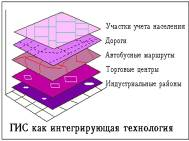 Участки учета населения
Дороги
Автобусные маршруты
Торговые центры
Индустриальные районы
ГИС как интегрирующая технология